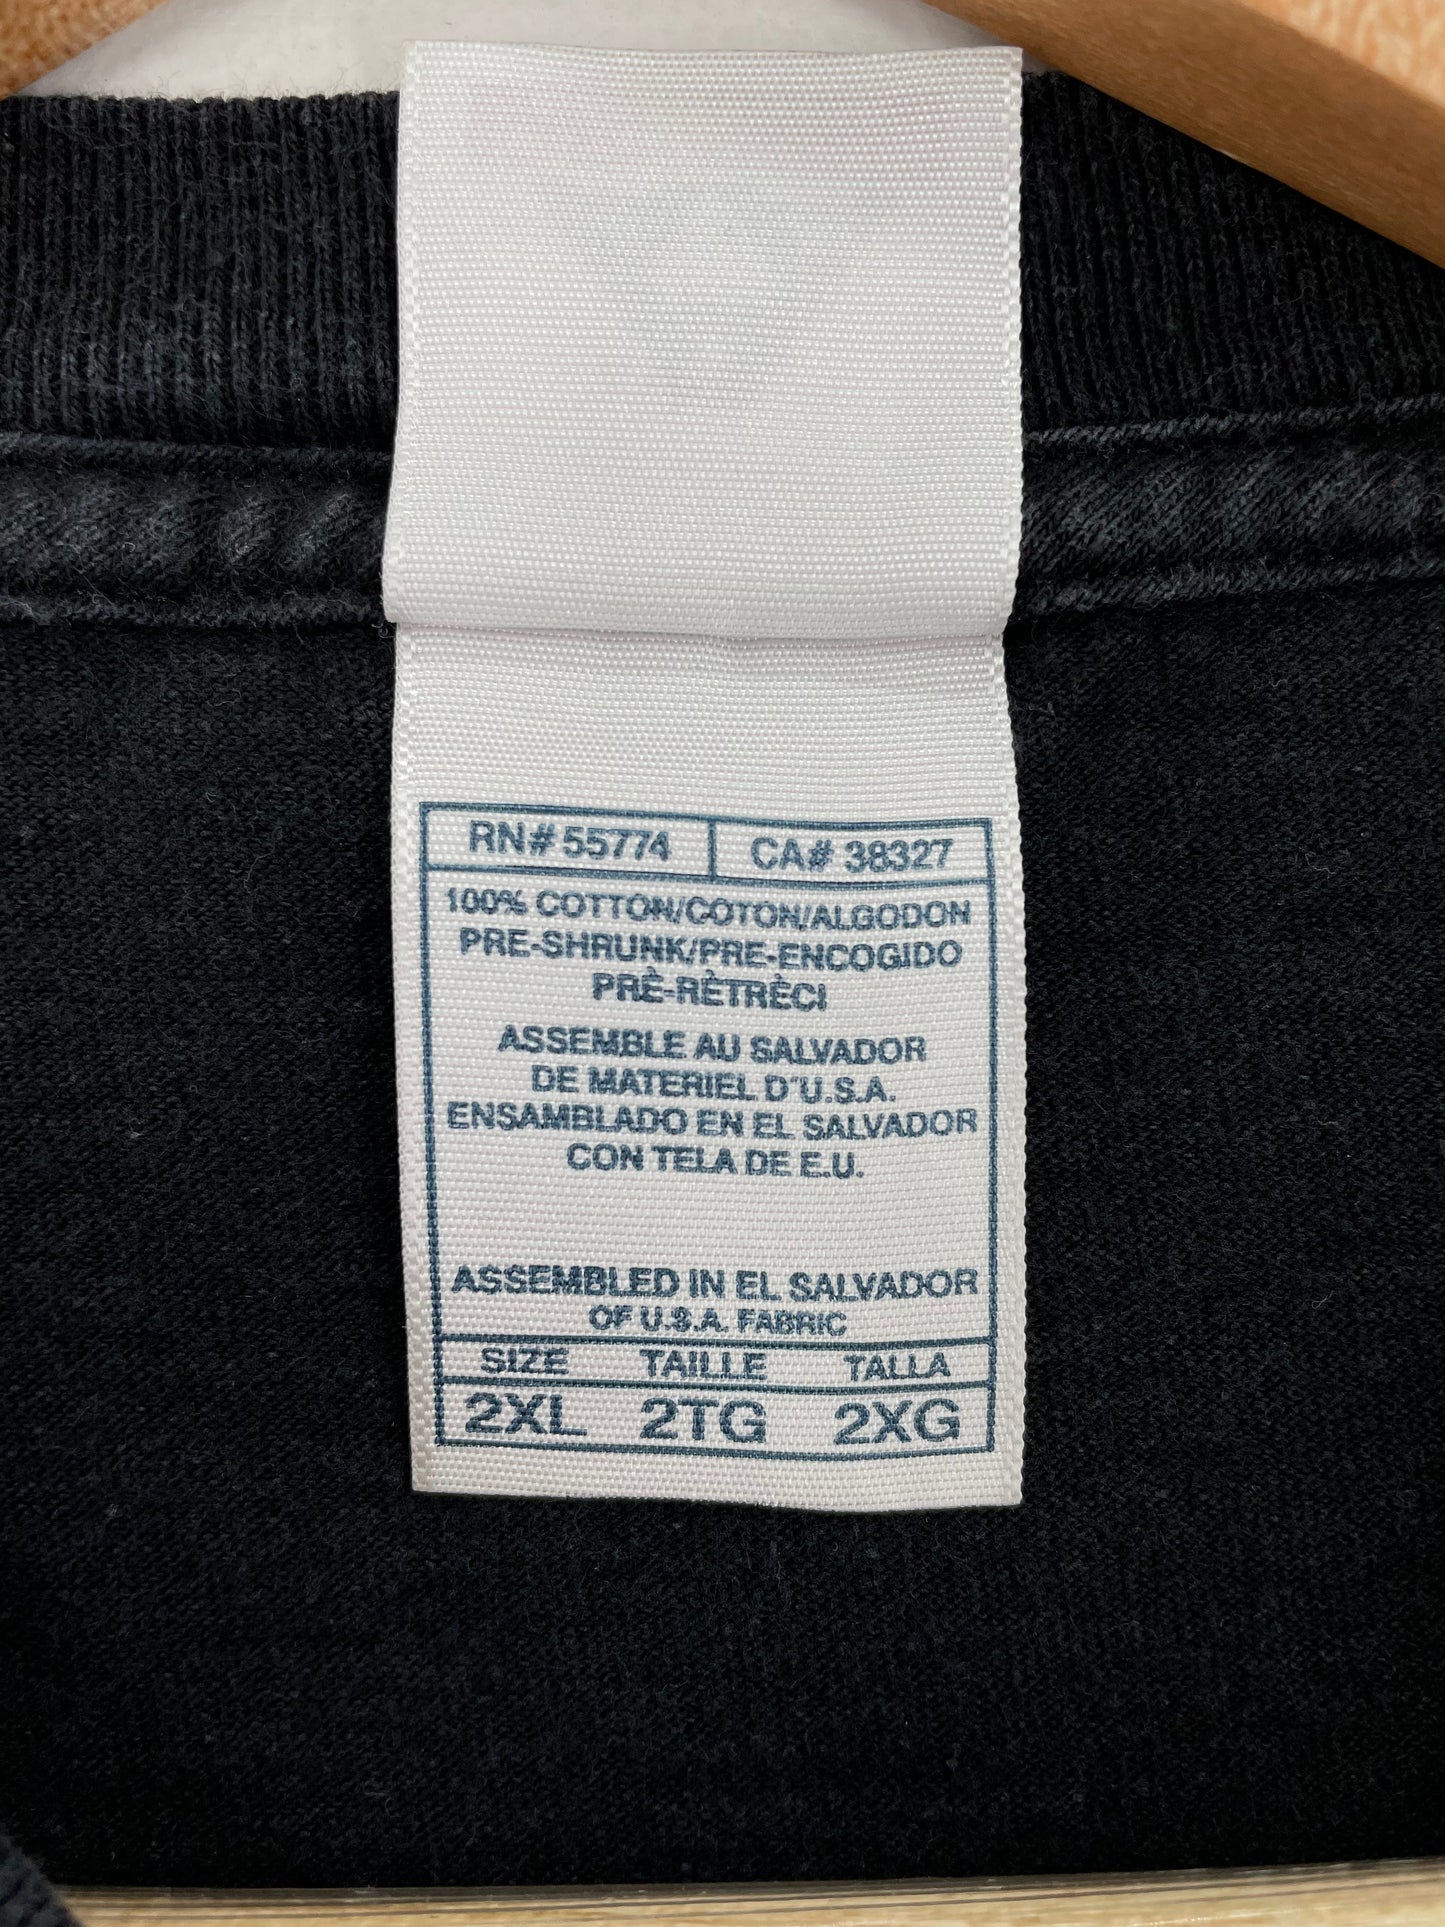 RN# 55774 CA# 38327
100% COTTON/COTON/ALGODON
PRE-SHRUNK/PRE-ENCOGIDO
PRÈ-RÈTRÈCI
ASSEMBLE AU SALVADOR
DE MATERIEL D'U.S.A.
ENSAMBLADO EN EL SALVADOR
CON TELA DE E.U.
ASSEMBLED IN EL SALVADOR
OF U.S.A. FABRIC
SIZE TAILLE TALLA
2XL 2TG 2XG